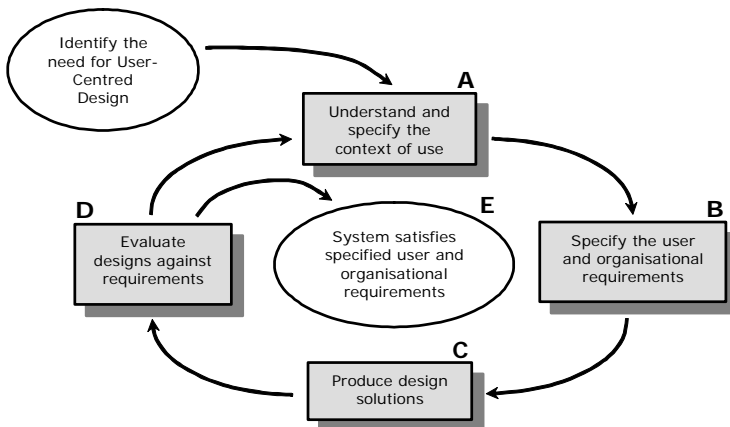 Identify the
need for User-
Centred
Design
A
Understand and
specify the
context of use
B
Specify the user
and organisational
requirements
C
Produce design
solutions
D
Evaluate
designs against
requirements
E
System satisfies
specified user and
organisational
requirements